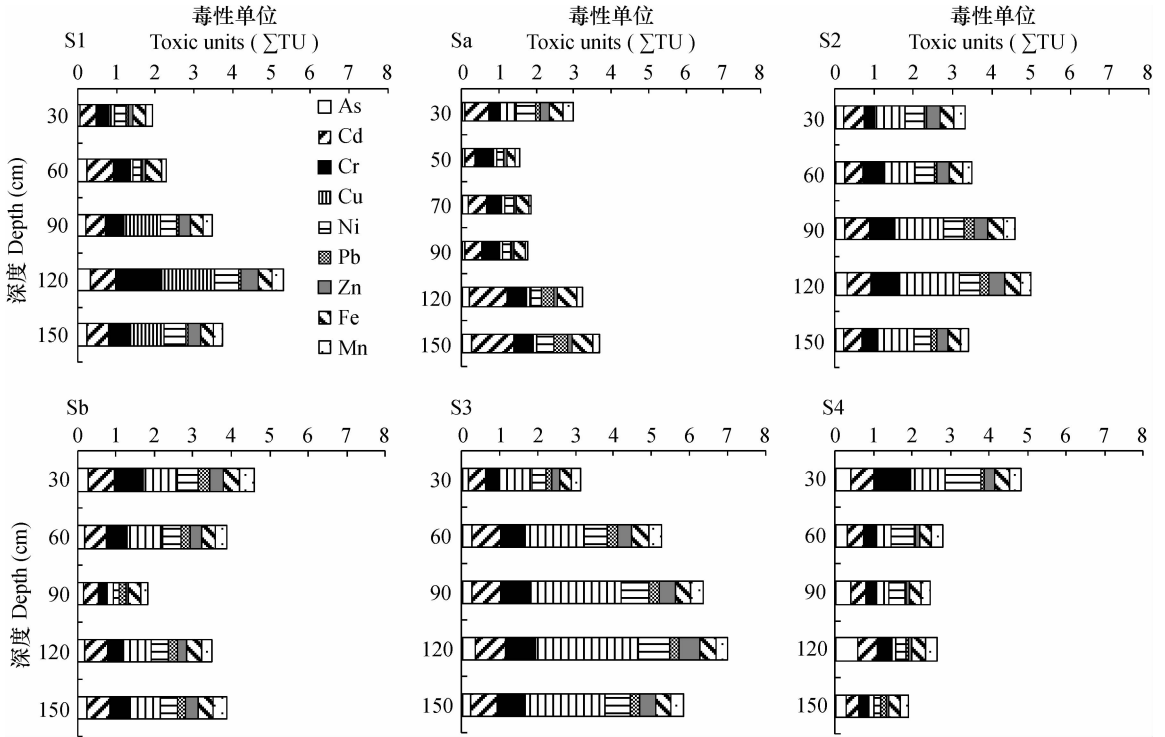 毒性单位
S1 Toxic units ( ∑TU )
0 1 2 3 4 5 6 7 8
30
60
90
120
150
深度 Depth (cm)
As
Cd
Cr
Cu
Ni
Pb
Zn
Fe
Mn
毒性单位
Sa Toxic units ( ∑TU )
0 1 2 3 4 5 6 7 8
30
50
70
90
120
150
毒性单位
S2 Toxic units ( ∑TU )
0 1 2 3 4 5 6 7 8
30
60
90
120
150
Sb
0 1 2 3 4 5 6 7 8
30
60
90
120
150
深度 Depth (cm)
S3
0 1 2 3 4 5 6 7 8
30
60
90
120
150
S4
0 1 2 3 4 5 6 7 8
30
60
90
120
150